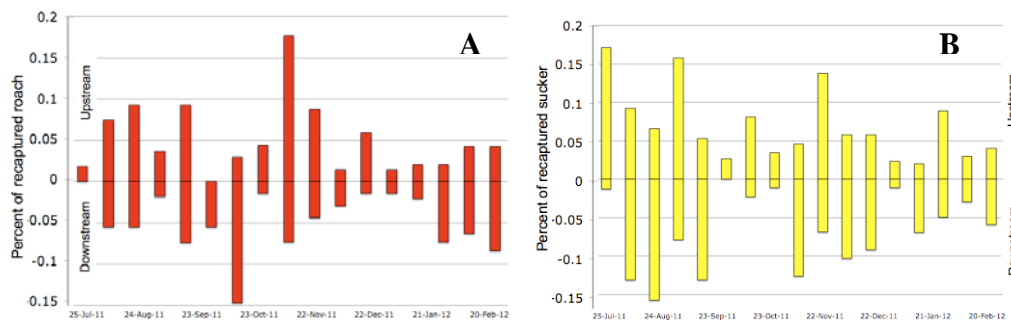 A
Percent of recaptured roach
Upstream
Downstream
0.2
0.15
0.1
0.05
0
-0.05
-0.1
-0.15
25-Jul-11 24-Aug-11 23-Sep-11 23-Oct-11 22-Nov-11 22-Dec-11 21-Jan-12 20-Feb-12
B
Percent of recaptured sucker
0.2
0.15
0.1
0.05
0
-0.05
-0.1
-0.15
25-Jul-11 24-Aug-11 23-Sep-11 23-Oct-11 22-Nov-11 22-Dec-11 21-Jan-12 20-Feb-12